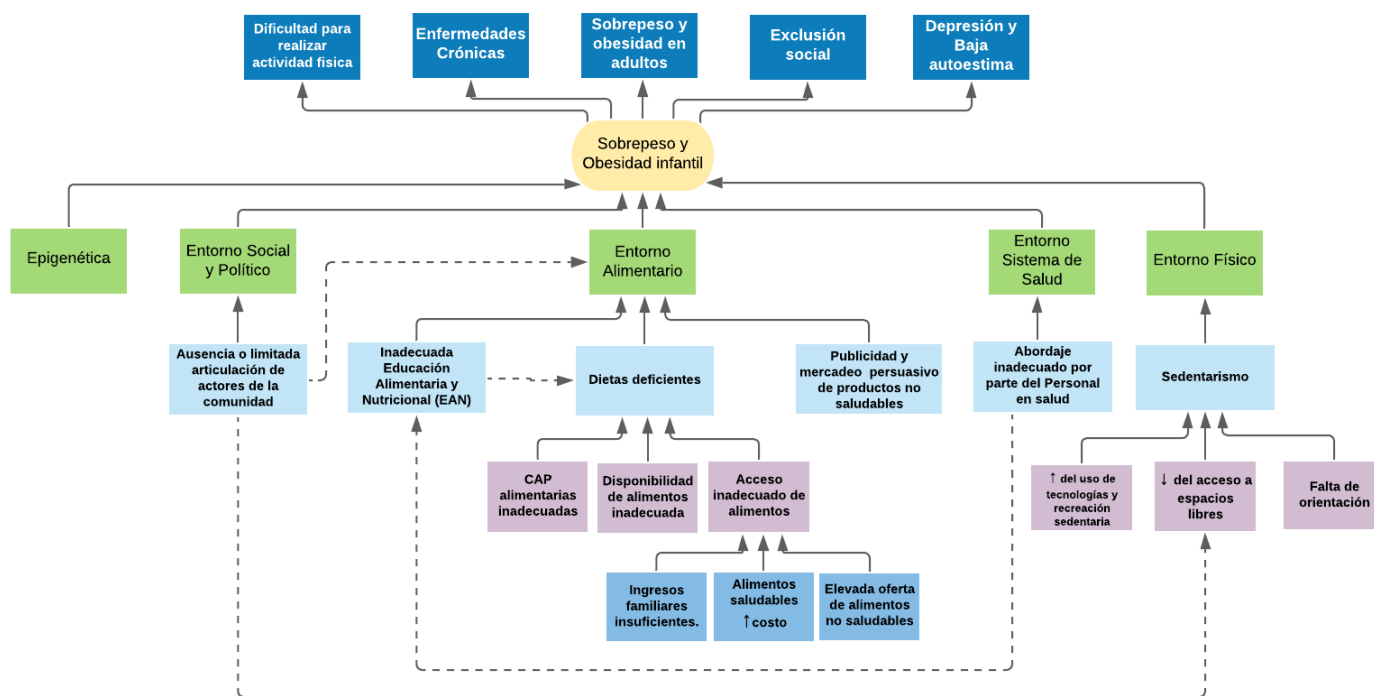 Dificultad para
realizar
actividad fisica
Enfermedades
Crónicas
Sobrepeso y
obesidad en
adultos
Exclusión
social
Depresión y
Baja
autoestima
Sobrepeso y
Obesidad infantil
Epigenética
Entorno Social
y Político
Entorno
Alimentario
Entorno
Sistema de
Salud
Entorno Físico
Ausencia o limitada
articulación de
actores de la
comunidad
Inadecuada
Educación
Alimentaria y
Nutricional (EAN)
Dietas deficientes
Publicidad y
mercadeo persuasivo
de productos no
saludables
Abordaje
inadecuado por
parte del Personal
en salud
Sedentarismo
CAP
alimentarias
inadecuadas
Disponibilidad
de alimentos
inadecuada
Acceso
inadecuado de
alimentos
↑ del uso de
tecnologías y
recreación
sedentaria
↓ del acceso a
espacios
libres
Falta de
orientación
Ingresos
familiares
insuficientes.
Alimentos
saludables
↑ costo
Elevada oferta
de alimentos
no saludables